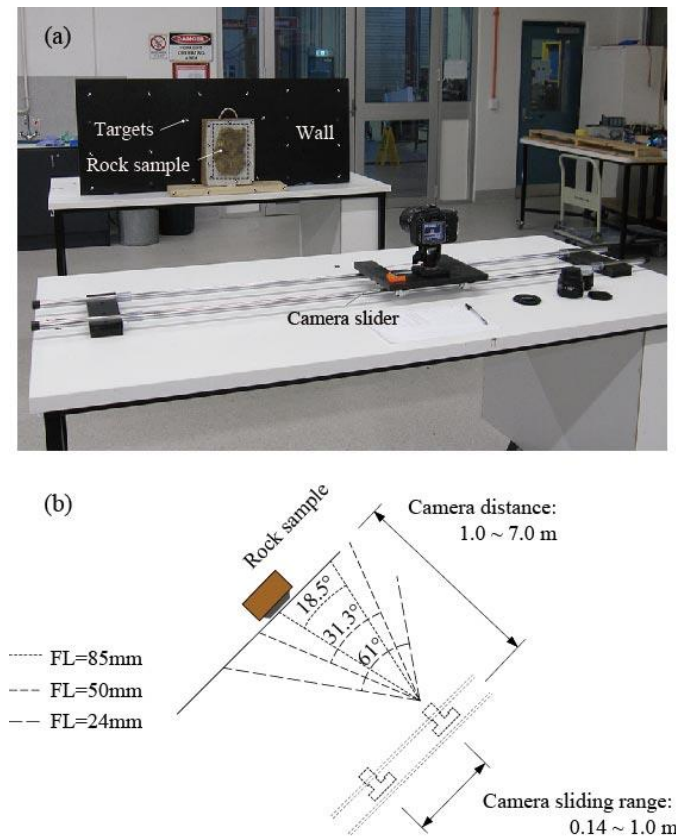 (a)
DANGER
Targets
Wall
Rock sample
Camera slider
(b)
Rock sample
Camera distance:
1.0 ~ 7.0 m
18.5°
31.3°
61°
FL=85mm
FL=50mm
FL=24mm
Camera sliding range:
0.14 ~ 1.0 m